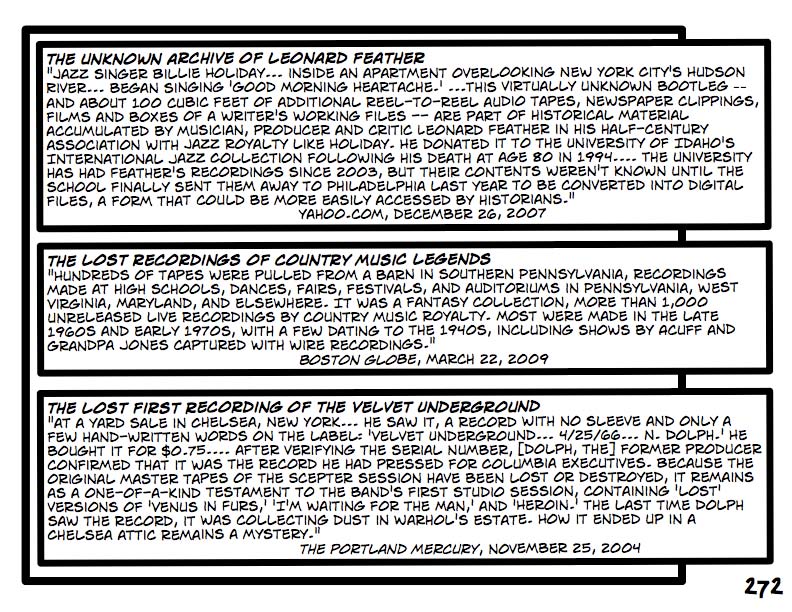 THE UNKNOWN ARCHIVE OF LEONARD FEATHER
"JAZZ SINGER BILLIE HOLIDAY... INSIDE AN APARTMENT OVERLOOKING NEW YORK CITY'S HUDSON
RIVER... BEGAN SINGING 'GOOD MORNING HEARTACHE.' ...THIS VIRTUALLY UNKNOWN BOOTLEG --
AND ABOUT 100 CUBIC FEET OF ADDITIONAL REEL-TO-REEL AUDIO TAPES, NEWSPAPER CLIPPINGS,
FILMS AND BOXES OF A WRITER'S WORKING FILES -- ARE PART OF HISTORICAL MATERIAL
ACCUMULATED BY MUSICIAN, PRODUCER AND CRITIC LEONARD FEATHER IN HIS HALF-CENTURY
ASSOCIATION WITH JAZZ ROYALTY LIKE HOLIDAY. HE DONATED IT TO THE UNIVERSITY OF IDAHO'S
INTERNATIONAL JAZZ COLLECTION FOLLOWING HIS DEATH AT AGE 80 IN 1994.... THE UNIVERSITY
HAS HAD FEATHER'S RECORDINGS SINCE 2003, BUT THEIR CONTENTS WEREN'T KNOWN UNTIL THE
SCHOOL FINALLY SENT THEM AWAY TO PHILADELPHIA LAST YEAR TO BE CONVERTED INTO DIGITAL
FILES, A FORM THAT COULD BE MORE EASILY ACCESSED BY HISTORIANS."
YAHOO.COM, DECEMBER 26, 2007
THE LOST RECORDINGS OF COUNTRY MUSIC LEGENDS
"HUNDREDS OF TAPES WERE PULLED FROM A BARN IN SOUTHERN PENNSYLVANIA, RECORDINGS
MADE AT HIGH SCHOOLS, DANCES, FAIRS, FESTIVALS, AND AUDITORIUMS IN PENNSYLVANIA, WEST
VIRGINIA, MARYLAND, AND ELSEWHERE. IT WAS A FANTASY COLLECTION, MORE THAN 1,000
UNRELEASED LIVE RECORDINGS BY COUNTRY MUSIC ROYALTY. MOST WERE MADE IN THE LATE
1960S AND EARLY 1970S, WITH A FEW DATING TO THE 1940S, INCLUDING SHOWS BY ACUFF AND
GRANDPA JONES CAPTURED WITH WIRE RECORDINGS."
BOSTON GLOBE, MARCH 22, 2009
THE LOST FIRST RECORDING OF THE VELVET UNDERGROUND
"AT A YARD SALE IN CHELSEA, NEW YORK... HE SAW IT, A RECORD WITH NO SLEEVE AND ONLY A
FEW HAND-WRITTEN WORDS ON THE LABEL: 'VELVET UNDERGROUND... 4/25/66... N. DOLPH.' HE
BOUGHT IT FOR $0.75.... AFTER VERIFYING THE SERIAL NUMBER, [DOLPH, THE] FORMER PRODUCER
CONFIRMED THAT IT WAS THE RECORD HE HAD PRESSED FOR COLUMBIA EXECUTIVES. BECAUSE THE
ORIGINAL MASTER TAPES OF THE SCEPTER SESSION HAVE BEEN LOST OR DESTROYED, IT REMAINS
AS A ONE-OF-A-KIND TESTAMENT TO THE BAND'S FIRST STUDIO SESSION, CONTAINING 'LOST'
VERSIONS OF 'VENUS IN FURS,' 'I'M WAITING FOR THE MAN,' AND 'HEROIN.' THE LAST TIME DOLPH
SAW THE RECORD, IT WAS COLLECTING DUST IN WARHOL'S ESTATE. HOW IT ENDED UP IN A
CHELSEA ATTIC REMAINS A MYSTERY."
THE PORTLAND MERCURY, NOVEMBER 25, 2004
272